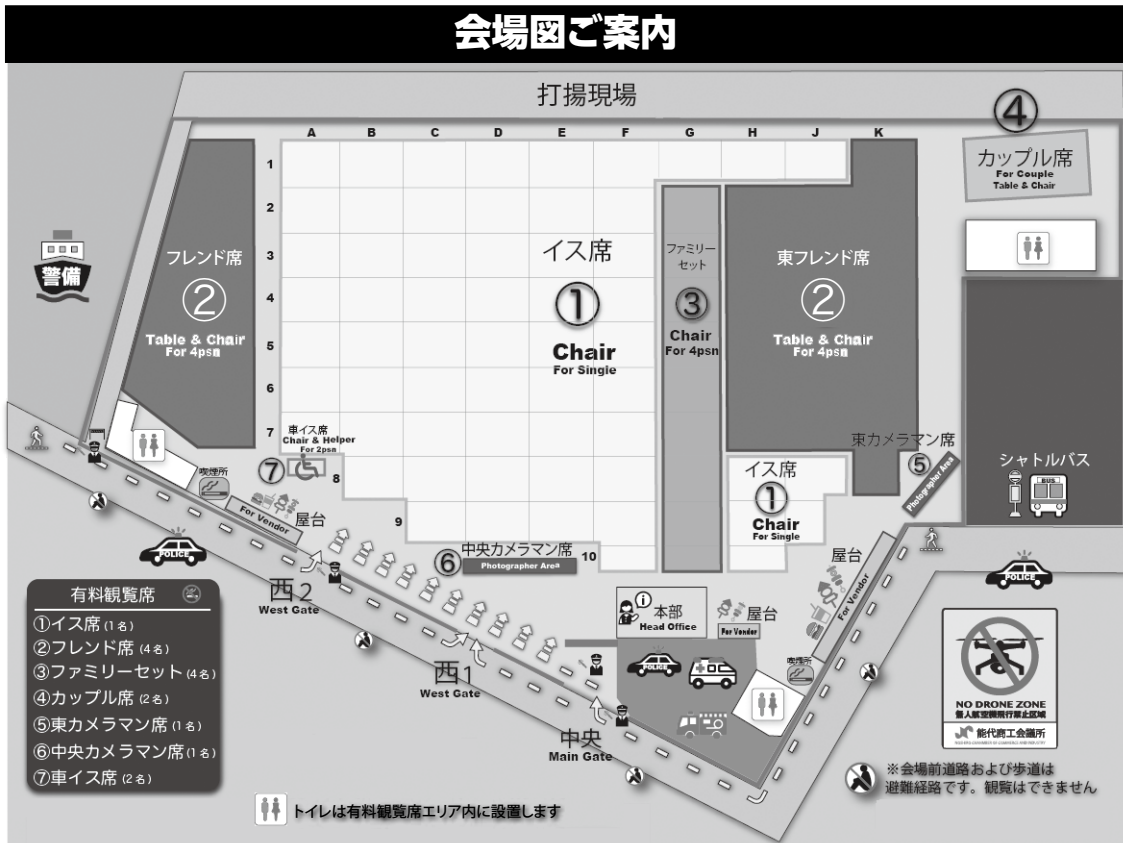 会場図ご案内
打揚現場
A B C D E F G H J K
1
2
3
4
5
6
7
8
9
10
④
カップル席
For Couple
Table & Chair
警備
フレンド席
②
Table & Chair
For 4psn
イス席
①
Chair
For Single
ファミリー
セット
③
Chair
For 4psn
東フレンド席
②
Table & Chair
For 4psn
車イス席
Chair & Helper
For 2psn
⑦
喫煙所
For Vendor
屋台
イス席
①
Chair
For Single
東カメラマン席
⑤
Photographer Area
シャトルバス
BUS
⑥
中央カメラマン席
Photographer Area
POLICE
西2
West Gate
西1
West Gate
中央
Main Gate
本部
Head Office
屋台
For Vendor
POLICE
喫煙所
屋台
For Vendor
POLICE
有料観覧席
①イス席(1名)
②フレンド席(4名)
③ファミリーセット(4名)
④カップル席(2名)
⑤東カメラマン席(1名)
⑥中央カメラマン席(1名)
⑦車イス席(2名)
NO DRONE ZONE
無人航空機飛行禁止区域
能代商工会議所
※会場前道路および歩道は
避難経路です。観覧はできません
トイレは有料観覧席エリア内に設置します